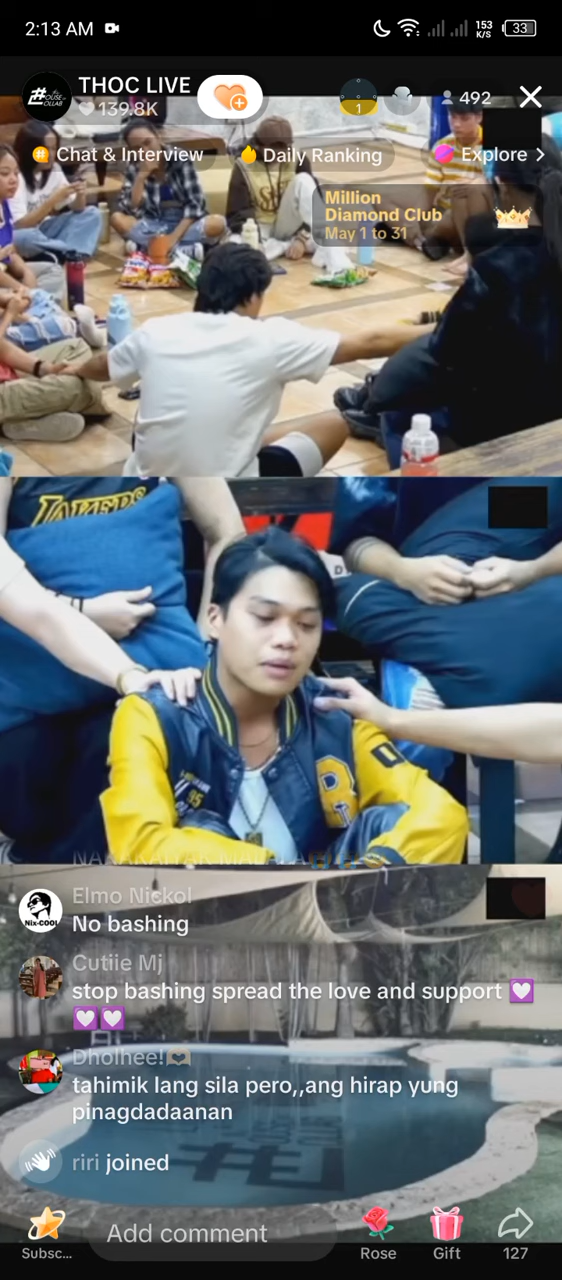 2:13 AM
153
K/S
33
THOC LIVE
139.8K
1
492
Chat & Interview
Daily Ranking
Explore
Million
Diamond Club
May 1 to 31
LAKERS
R
Elmo Nickol
No bashing
Nix-COOL
Cutiie Mj
stop bashing spread the love and support 💟
💟💟
Dholhee!🫶
tahimik lang sila pero,,ang hirap yung
pinagdadaanan
riri joined
Add comment
Subsc...
Rose
Gift
127